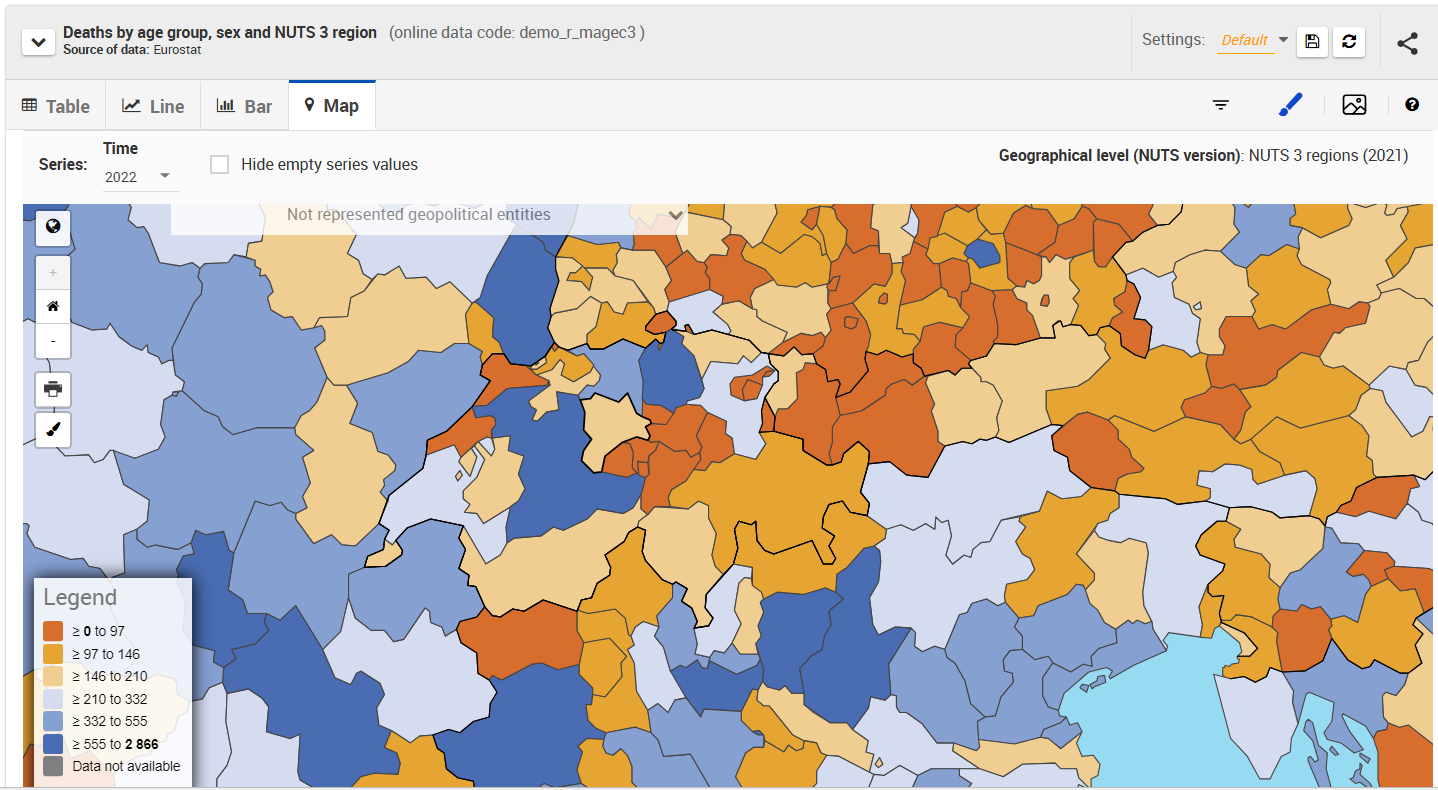 Deaths by age group, sex and NUTS 3 region (online data code: demo_r_magec3 )
Source of data: Eurostat
Settings: Default
Table Line Bar Map
Series:
Time
2022
Hide empty series values
Geographical level (NUTS version): NUTS 3 regions (2021)
Not represented geopolitical entities
+
-
Legend
≥ 0 to 97
≥ 97 to 146
≥ 146 to 210
≥ 210 to 332
≥ 332 to 555
≥ 555 to 2 866
Data not available